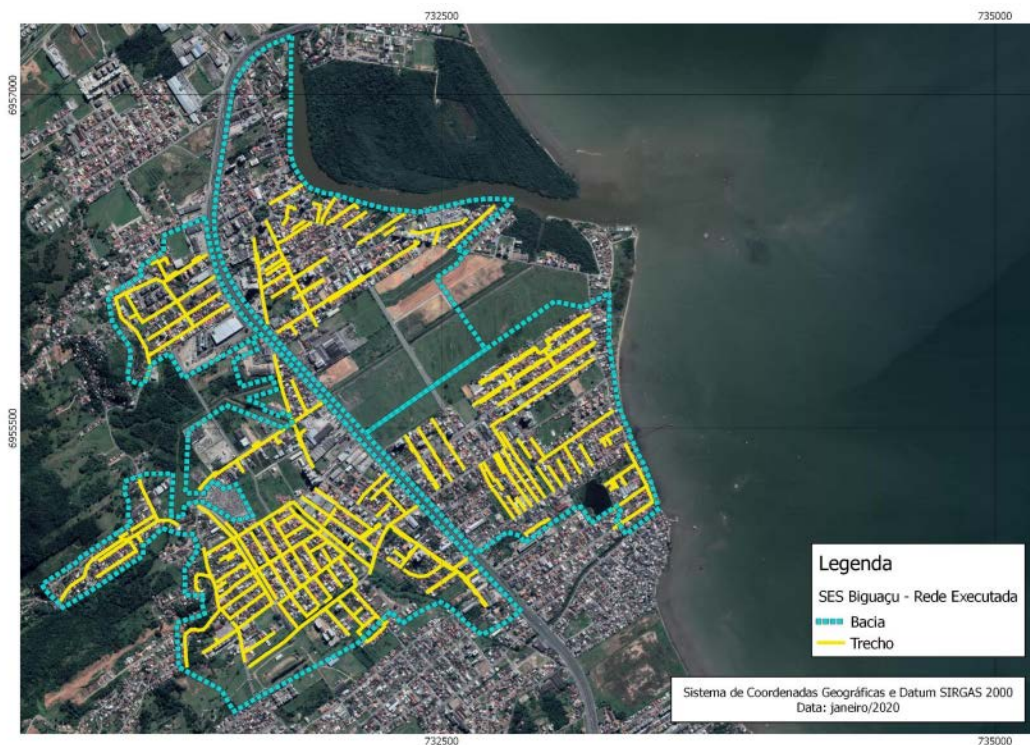 732500
735000
6957000
6955500
Legenda
SES Biguaçu - Rede Executada
Bacia
Trecho
Sistema de Coordenadas Geográficas e Datum SIRGAS 2000
Data: janeiro/2020
732500
735000